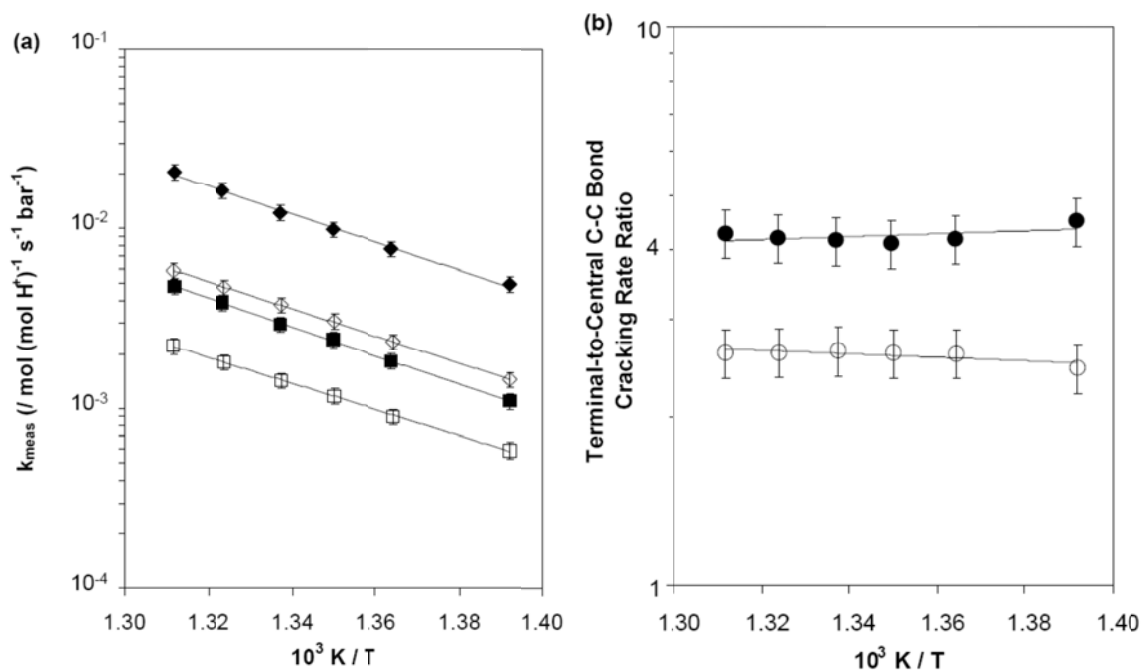 (a)
10⁻¹
10⁻²
10⁻³
10⁻⁴
k_meas (/ mol (mol H⁺)⁻¹ s⁻¹ bar⁻¹)
1.30 1.32 1.34 1.36 1.38 1.40
10³ K / T
(b)
10
4
2
1
Terminal-to-Central C-C Bond
Cracking Rate Ratio
1.30 1.32 1.34 1.36 1.38 1.40
10³ K / T